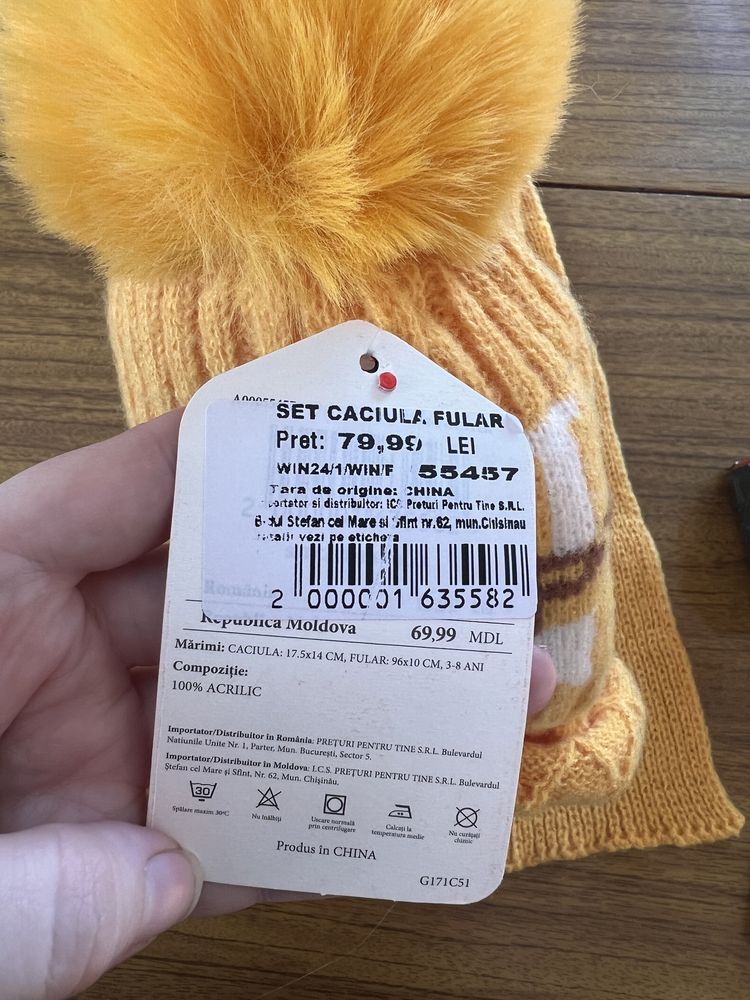 SET CACIULA FULAR
Pret: 79,99 LEI
WIN24/1/WIN/F 55457
Tara de origine: CHINA
si distribuitor: ICS Preturi Pentru Tine S.R.L.
Stefan cel Mare si Sfint nr.62, mun.Chisinau
vezi pe eticheta
2 000001 635582
Republica Moldova 69,99 MDL
Mărimi: CACIULA: 17.5x14 CM, FULAR: 96x10 CM, 3-8 ANI
Compoziție:
100% ACRILIC
Importator/Distribuitor în România: PREȚURI PENTRU TINE S.R.L. Bulevardul
Natiunile Unite Nr. 1, Parter, Mun. București, Sector 5.
Importator/Distribuitor în Moldova: I.C.S. PREȚURI PENTRU TINE S.R.L. Bulevardul
Ștefan cel Mare și Sfînt, Nr. 62, Mun. Chișinău.
30
Spălare maxim 30°C
Nu înălbiți
Uscare normală
prin centrifugare
Calcați la
temperatura medie
Nu curățați
chimic
Produs în CHINA
G171C51